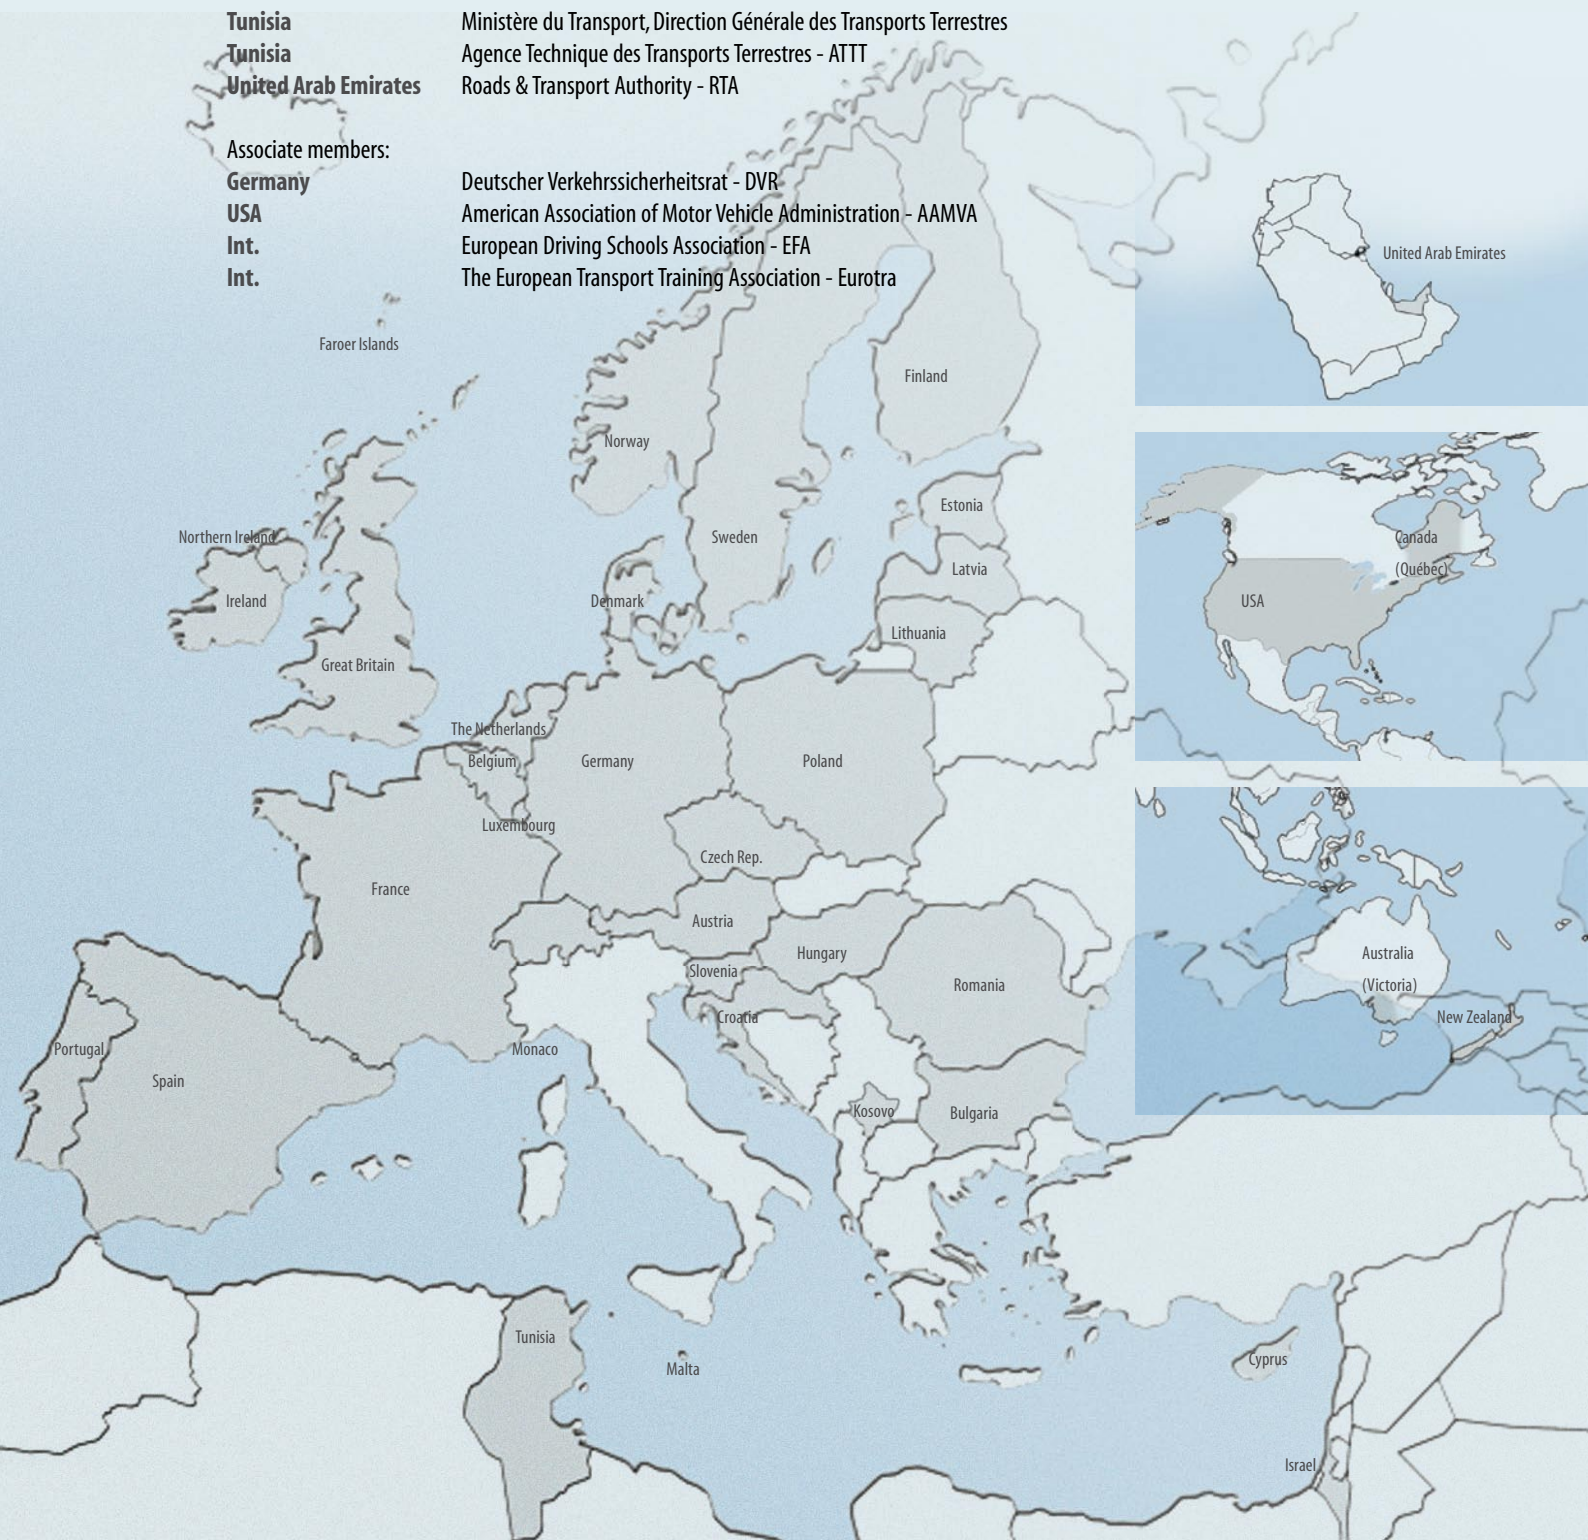 Tunisia Ministère du Transport, Direction Générale des Transports Terrestres
Tunisia Agence Technique des Transports Terrestres - ATTT
United Arab Emirates Roads & Transport Authority - RTA
Associate members:
Germany Deutscher Verkehrssicherheitsrat - DVR
USA American Association of Motor Vehicle Administration - AAMVA
Int. European Driving Schools Association - EFA
Int. The European Transport Training Association - Eurotra
United Arab Emirates
Faroer Islands
Finland
Norway
Estonia
Northern Ireland
Sweden
Canada
(Québec)
Latvia
Ireland
Denmark
USA
Lithuania
Great Britain
The Netherlands
Belgium
Germany
Poland
Luxembourg
Czech Rep.
France
Austria
Hungary
Slovenia
Romania
Australia
(Victoria)
New Zealand
Croatia
Portugal
Monaco
Spain
Kosovo
Bulgaria
Tunisia
Malta
Cyprus
Israel